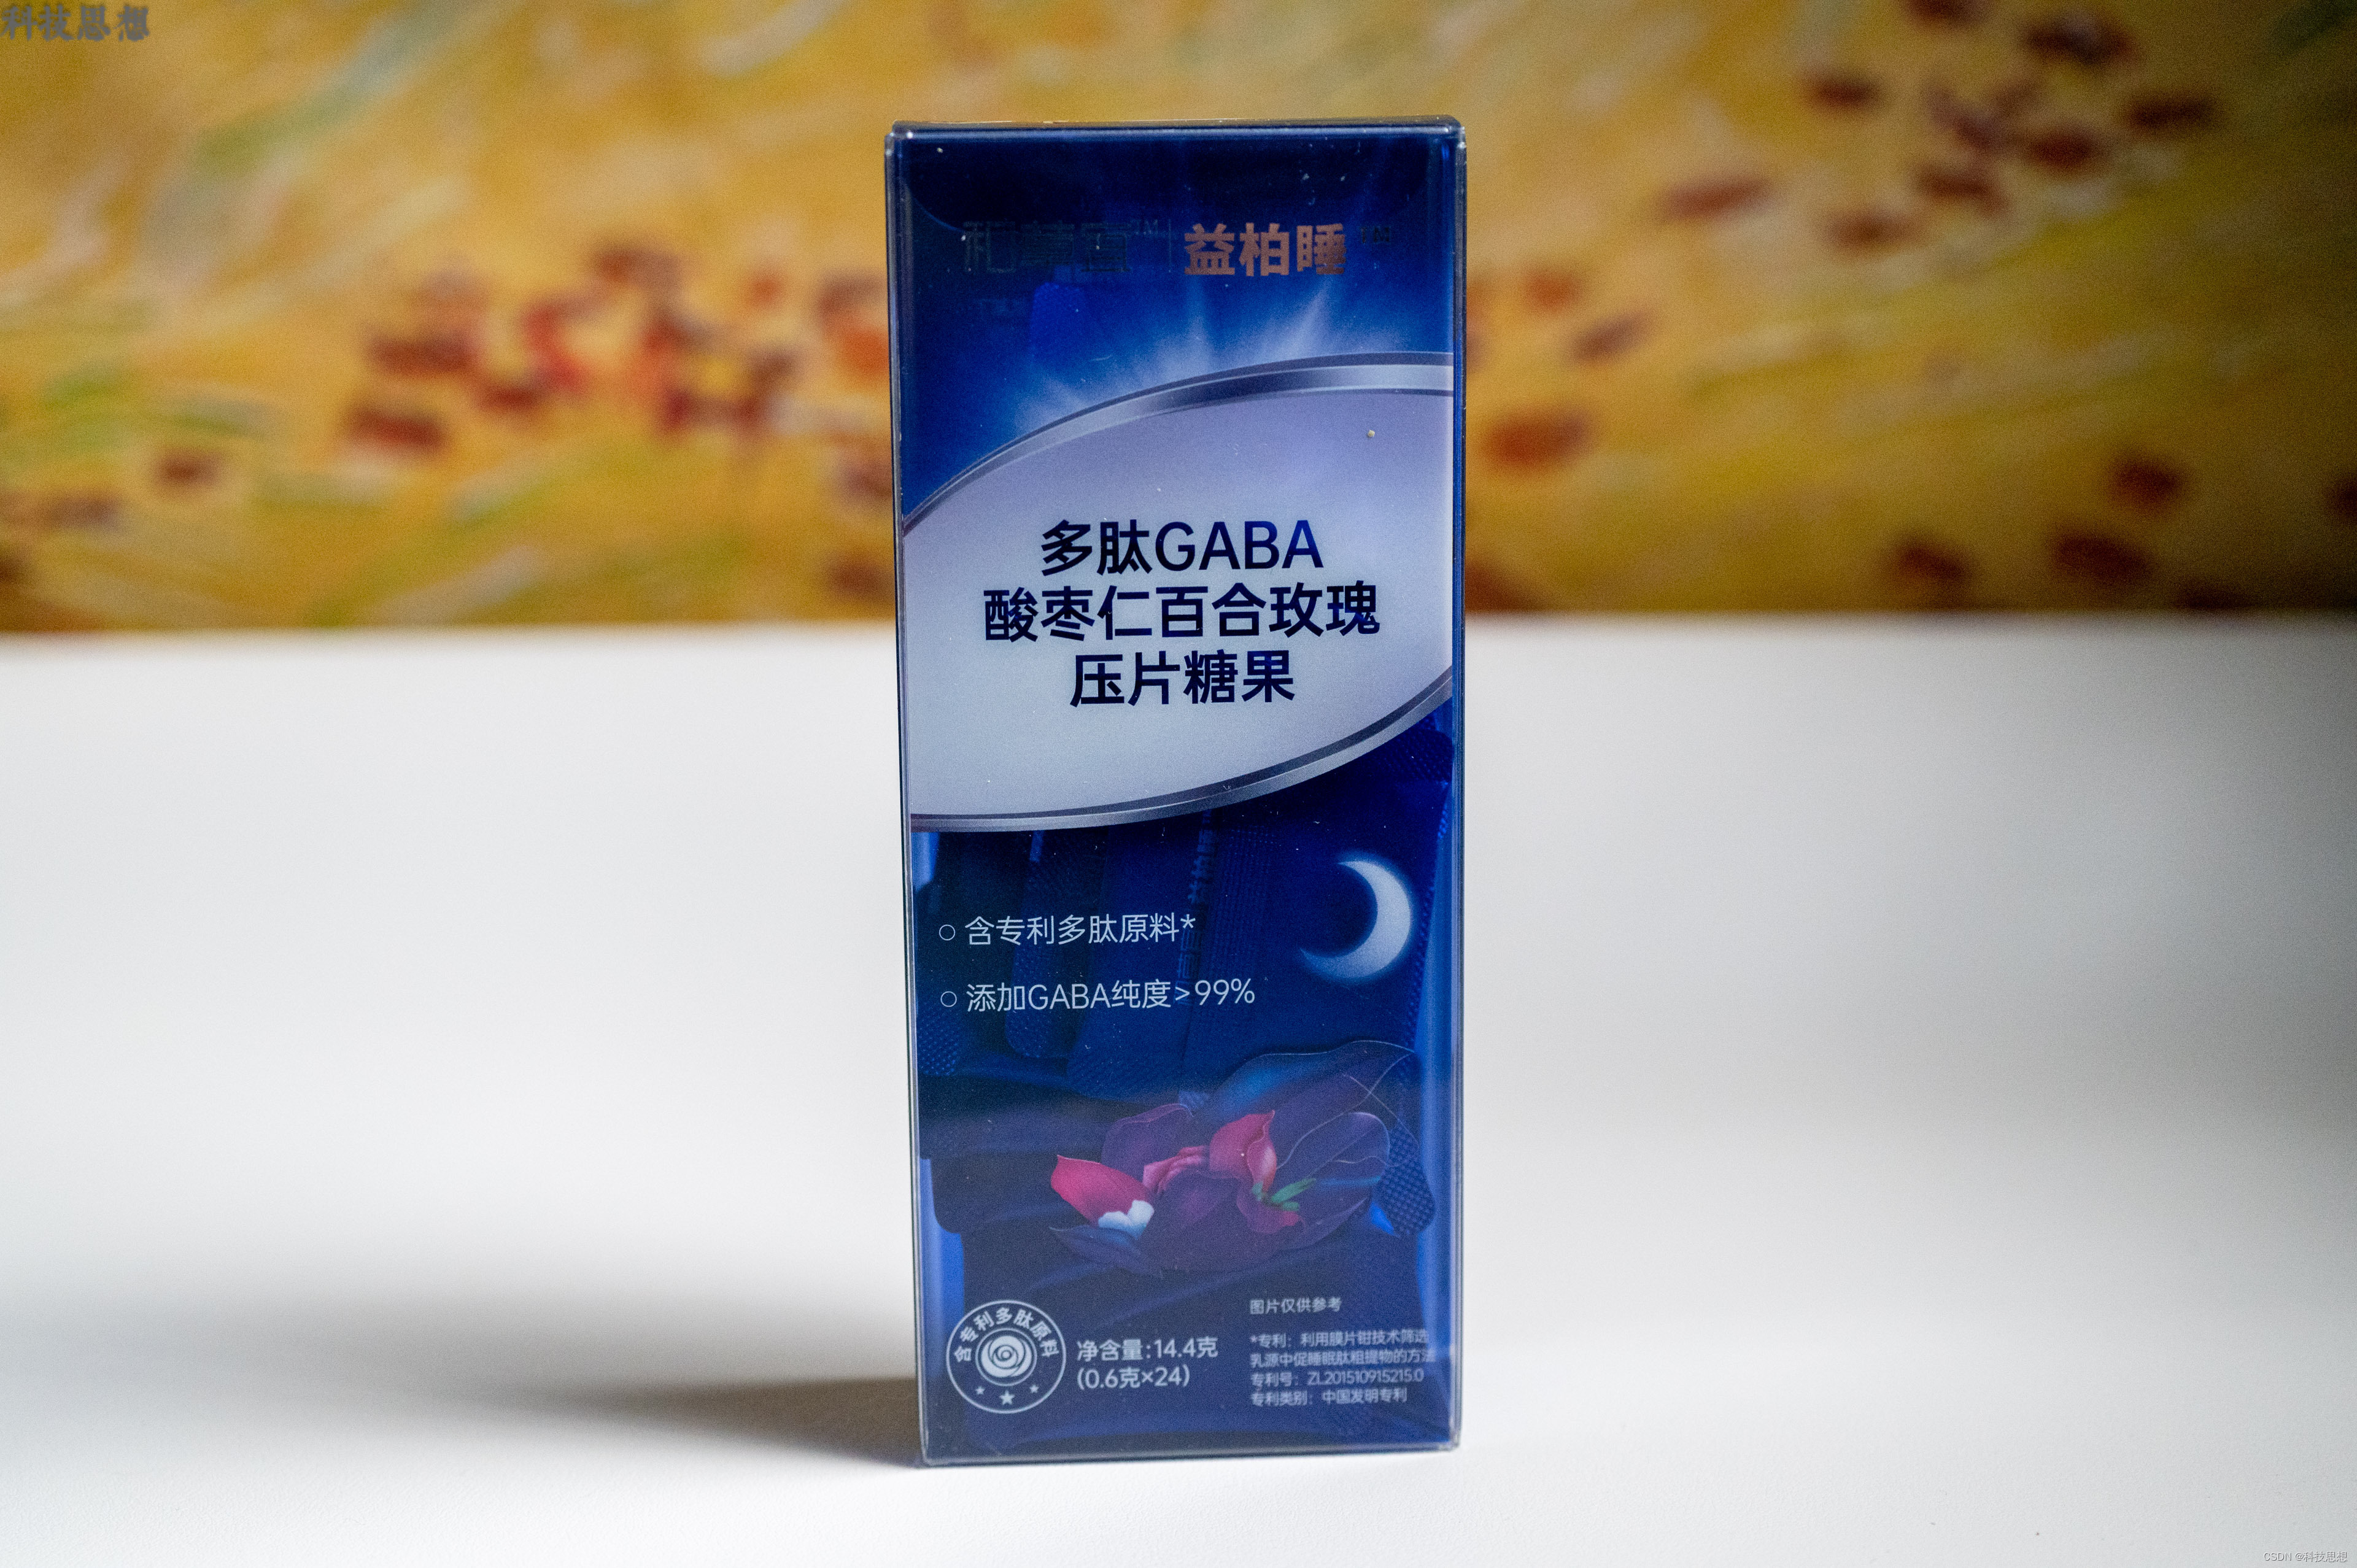 科技思想
益柏睡™
多肽GABA
酸枣仁百合玫瑰
压片糖果
含专利多肽原料*
添加GABA纯度>99%
含专利多肽原料
净含量:14.4克
(0.6克×24)
图片仅供参考
*专利：利用膜片钳技术筛选
乳源中促睡眠肽粗提物的方法
专利号：ZL201510915215.0
专利类别：中国发明专利
CSDN @科技思想